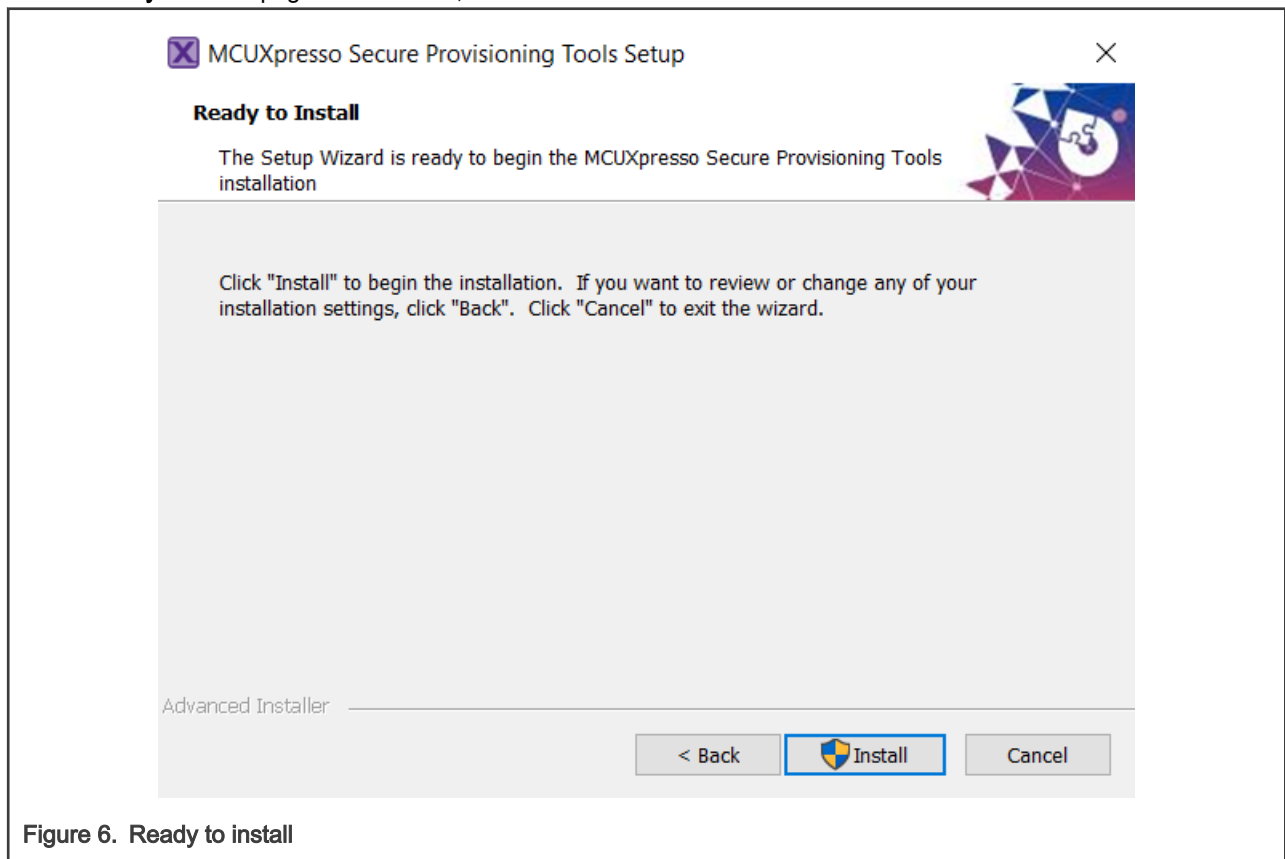 MCUXpresso Secure Provisioning Tools Setup
Ready to Install
The Setup Wizard is ready to begin the MCUXpresso Secure Provisioning Tools
installation
Click "Install" to begin the installation. If you want to review or change any of your
installation settings, click "Back". Click "Cancel" to exit the wizard.
Advanced Installer
< Back Install Cancel
Figure 6. Ready to install